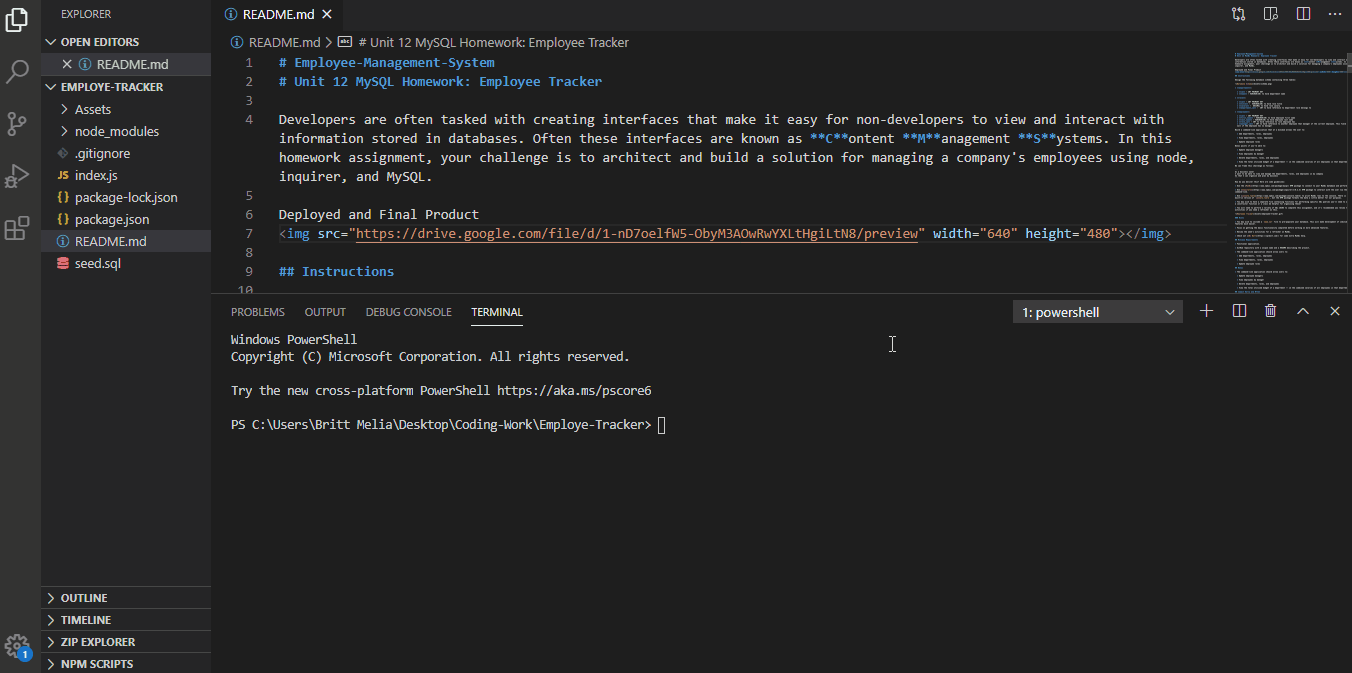 EXPLORER
OPEN EDITORS
README.md
EMPLOYE-TRACKER
Assets
node_modules
.gitignore
JS index.js
{} package-lock.json
{} package.json
README.md
seed.sql
OUTLINE
TIMELINE
ZIP EXPLORER
NPM SCRIPTS
1
README.md
README.md > # Unit 12 MySQL Homework: Employee Tracker
1 # Employee-Management-System
2 # Unit 12 MySQL Homework: Employee Tracker
3
4 Developers are often tasked with creating interfaces that make it easy for non-developers to view and interact with
information stored in databases. Often these interfaces are known as **C**ontent **M**anagement **S**ystems. In this
homework assignment, your challenge is to architect and build a solution for managing a company's employees using node,
inquirer, and MySQL.
5
6 Deployed and Final Product
7 <img src="https://drive.google.com/file/d/1-nD7oelfW5-ObyM3AOwRwYXLtHgiLtN8/preview" width="640" height="480"></img>
8
9 ## Instructions
10
PROBLEMS OUTPUT DEBUG CONSOLE TERMINAL
1: powershell
Windows PowerShell
Copyright (C) Microsoft Corporation. All rights reserved.
Try the new cross-platform PowerShell https://aka.ms/pscore6
PS C:\Users\Britt Melia\Desktop\Coding-Work\Employe-Tracker>